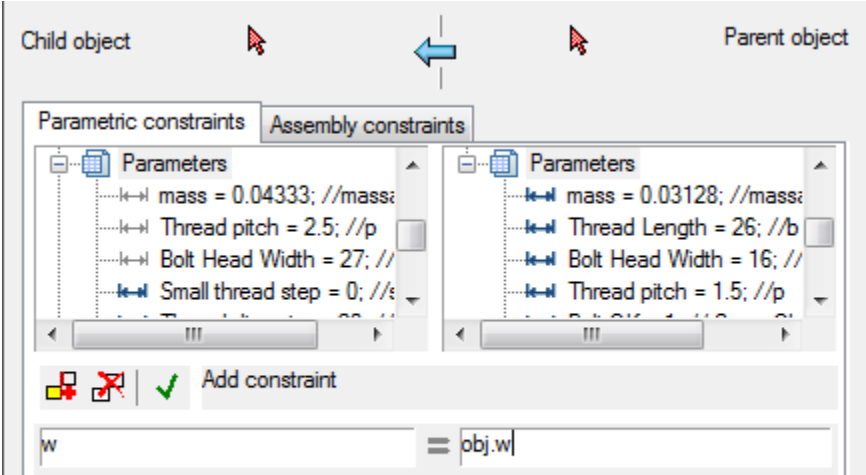 Child object
Parent object
Parametric constraints
Assembly constraints
Parameters
mass = 0.04333; //massa
Thread pitch = 2.5; //p
Bolt Head Width = 27; //
Small thread step = 0; //s
Parameters
mass = 0.03128; //massa
Thread Length = 26; //b
Bolt Head Width = 16; //
Thread pitch = 1.5; //p
Add constraint
w
=
obj.w